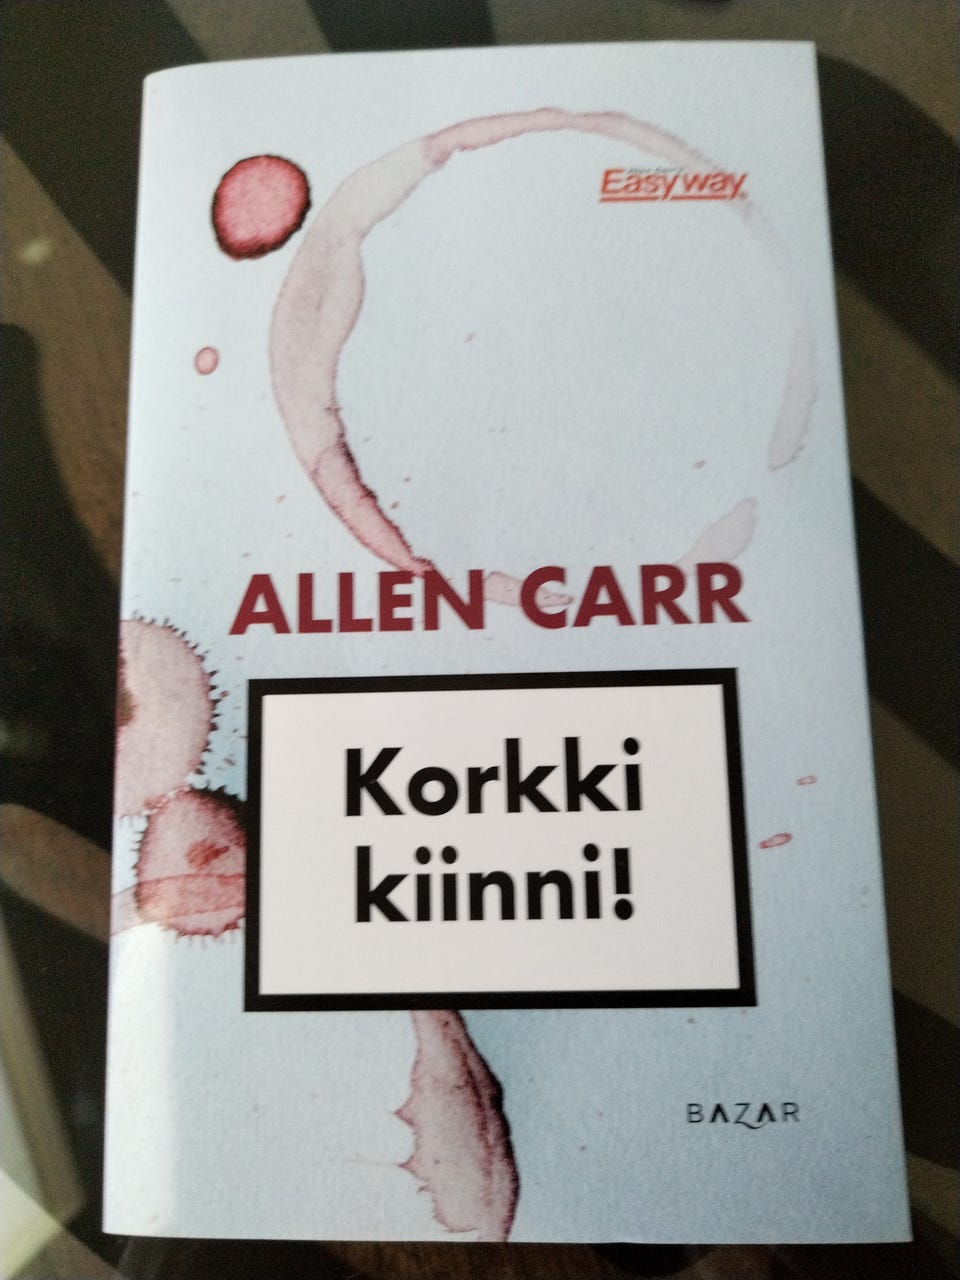 Easyway
ALLEN CARR
Korkki
kiinni!
BAZAR